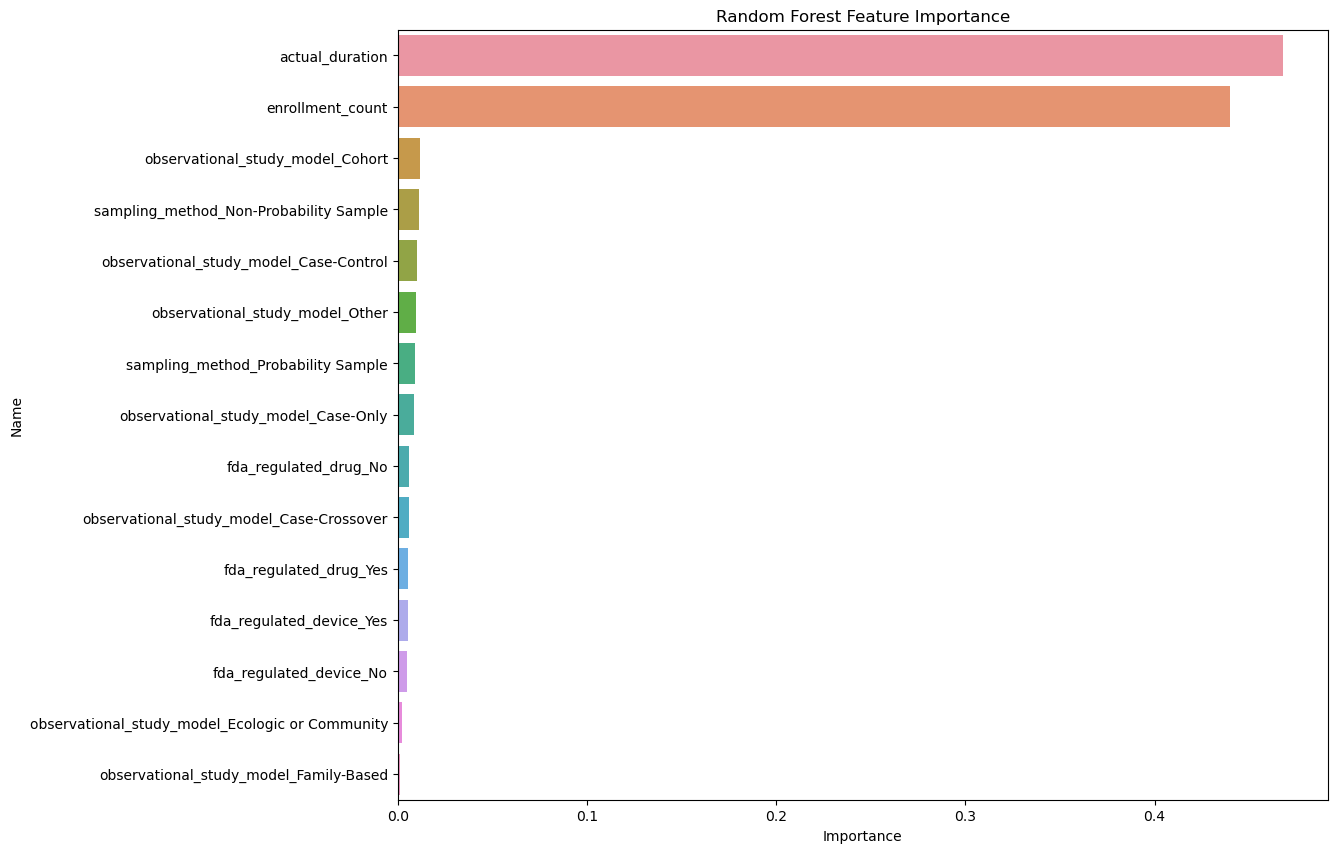 Random Forest Feature Importance
actual_duration
enrollment_count
observational_study_model_Cohort
sampling_method_Non-Probability Sample
observational_study_model_Case-Control
observational_study_model_Other
sampling_method_Probability Sample
observational_study_model_Case-Only
fda_regulated_drug_No
observational_study_model_Case-Crossover
fda_regulated_drug_Yes
fda_regulated_device_Yes
fda_regulated_device_No
observational_study_model_Ecologic or Community
observational_study_model_Family-Based
Name
0.0 0.1 0.2 0.3 0.4
Importance